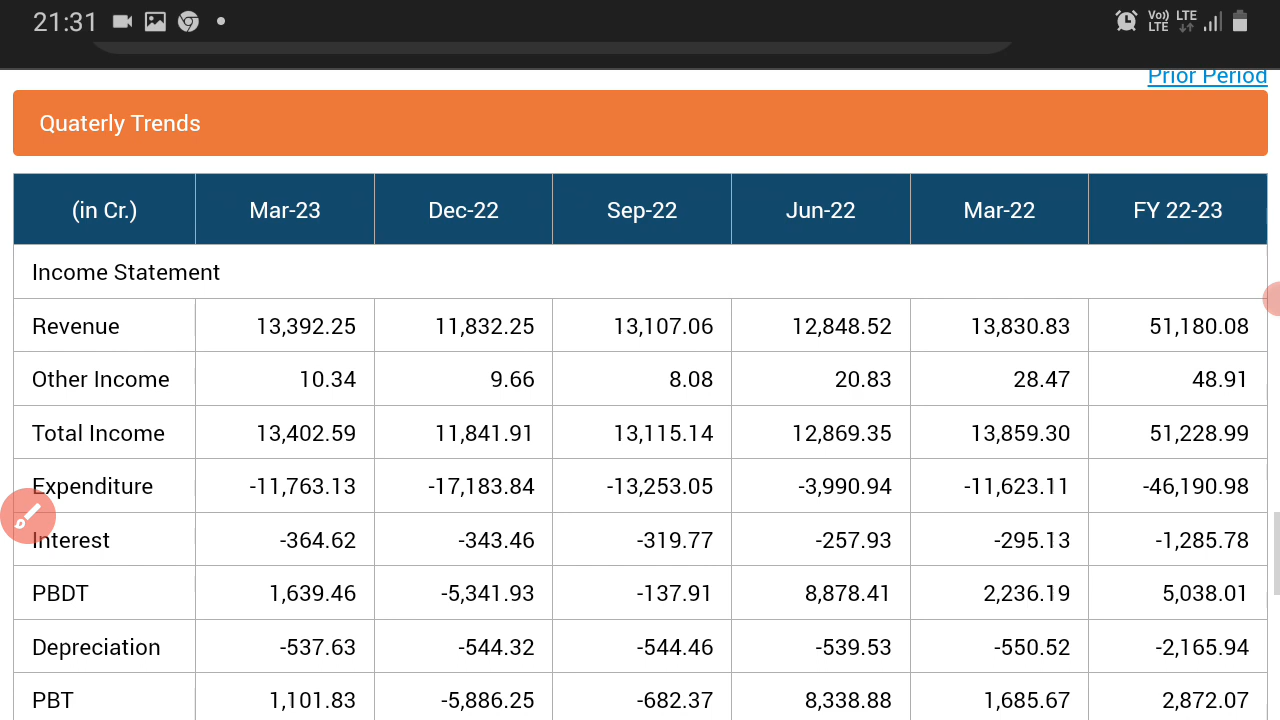 21:31 Vo)) LTE LTE
Prior Period
Quaterly Trends
(in Cr.) Mar-23 Dec-22 Sep-22 Jun-22 Mar-22 FY 22-23
Income Statement
Revenue 13,392.25 11,832.25 13,107.06 12,848.52 13,830.83 51,180.08
Other Income 10.34 9.66 8.08 20.83 28.47 48.91
Total Income 13,402.59 11,841.91 13,115.14 12,869.35 13,859.30 51,228.99
Expenditure -11,763.13 -17,183.84 -13,253.05 -3,990.94 -11,623.11 -46,190.98
Interest -364.62 -343.46 -319.77 -257.93 -295.13 -1,285.78
PBDT 1,639.46 -5,341.93 -137.91 8,878.41 2,236.19 5,038.01
Depreciation -537.63 -544.32 -544.46 -539.53 -550.52 -2,165.94
PBT 1,101.83 -5,886.25 -682.37 8,338.88 1,685.67 2,872.07